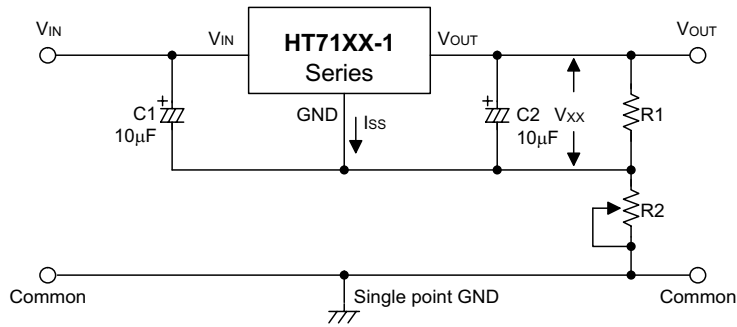 VIN
VIN
HT71XX-1
Series
VOUT
VOUT
C1
10μF
GND
ISS
C2
10μF
VXX
R1
R2
Common
Single point GND
Common